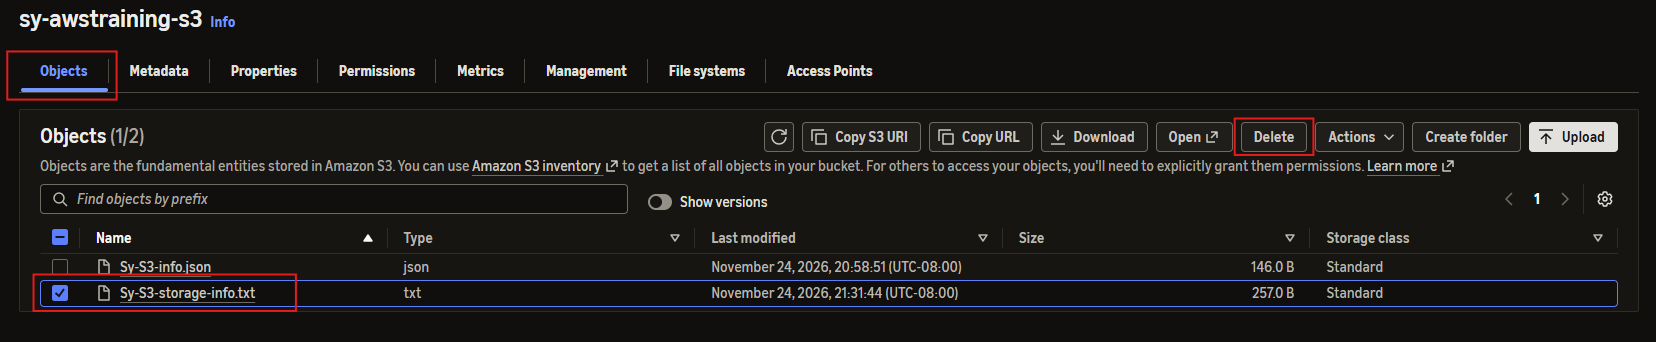 sy-awstraining-s3 Info
Objects Metadata Properties Permissions Metrics Management File systems Access Points
Objects (1/2) Copy S3 URI Copy URL Download Open Delete Actions Create folder Upload
Objects are the fundamental entities stored in Amazon S3. You can use Amazon S3 inventory to get a list of all objects in your bucket. For others to access your objects, you'll need to explicitly grant them permissions. Learn more
Find objects by prefix Show versions 1
Name Type Last modified Size Storage class
Sy-S3-info.json json November 24, 2026, 20:58:51 (UTC-08:00) 146.0 B Standard
Sy-S3-storage-info.txt txt November 24, 2026, 21:31:44 (UTC-08:00) 257.0 B Standard